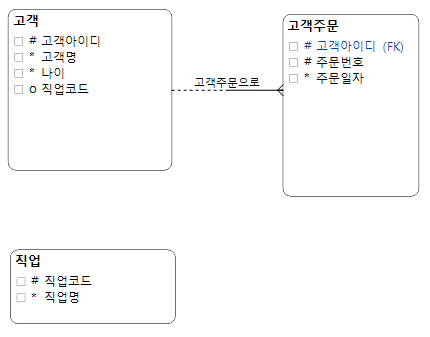 고객
# 고객아이디
* 고객명
* 나이
o 직업코드
고객주문으로
고객주문
# 고객아이디 (FK)
# 주문번호
* 주문일자
직업
# 직업코드
* 직업명